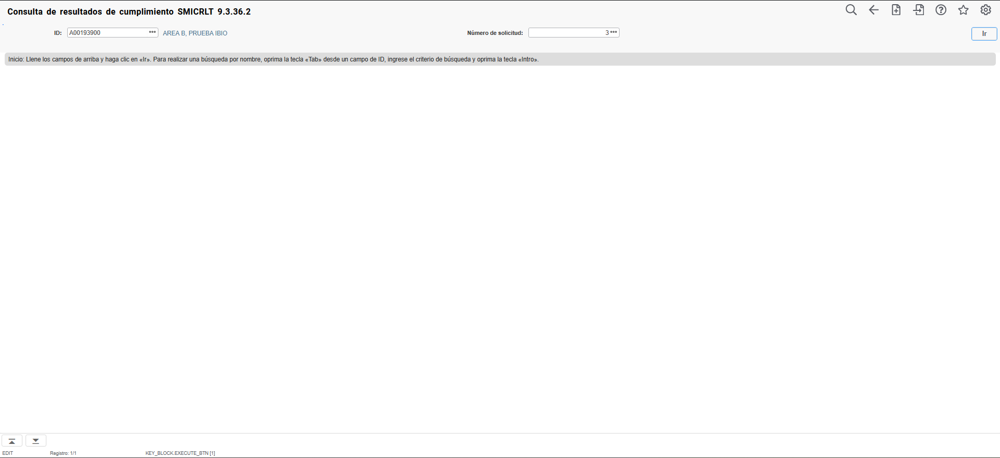 Consulta de resultados de cumplimiento SMICRLT 9.3.36.2
ID: A00193900 ••• AREA B, PRUEBA IBIO Número de solicitud: 3 ••• Ir
Inicio: Llene los campos de arriba y haga clic en «Ir». Para realizar una búsqueda por nombre, oprima la tecla «Tab» desde un campo de ID, ingrese el criterio de búsqueda y oprima la tecla «Intro».
EDIT Registro: 1/1 KEY_BLOCK.EXECUTE_BTN [1]